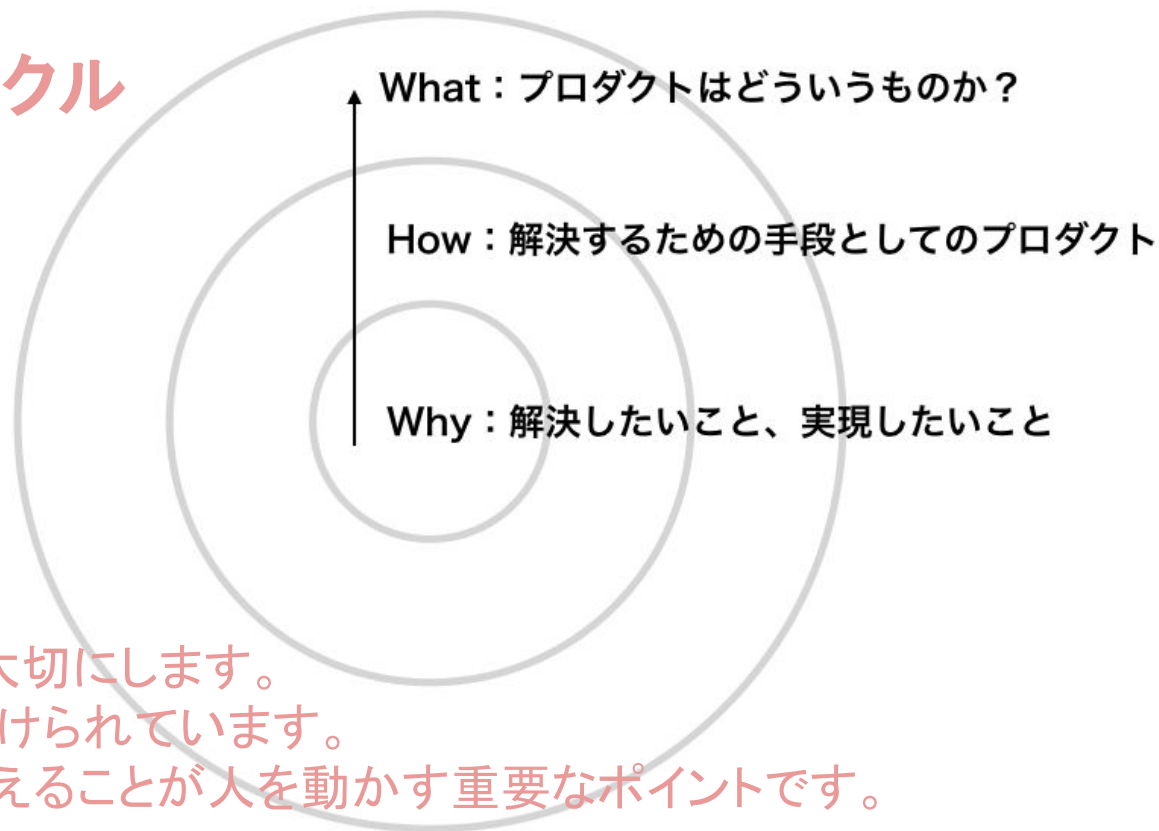 クル
What：プロダクトはどういうものか？
How：解決するための手段としてのプロダクト
Why：解決したいこと、実現したいこと
大切にします。
けられています。
えることが人を動かす重要なポイントです。